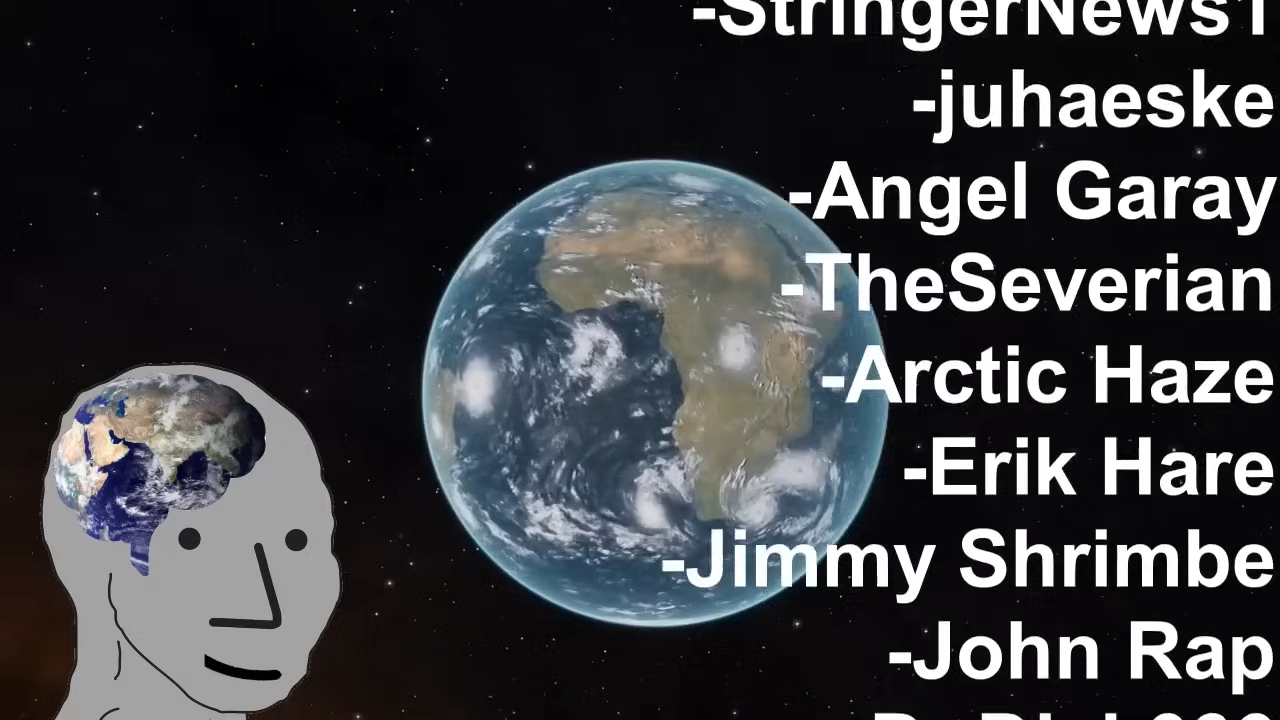 -StringerNews1
-juhaeske
-Angel Garay
-TheSeverian
-Arctic Haze
-Erik Hare
-Jimmy Shrimbe
-John Rap